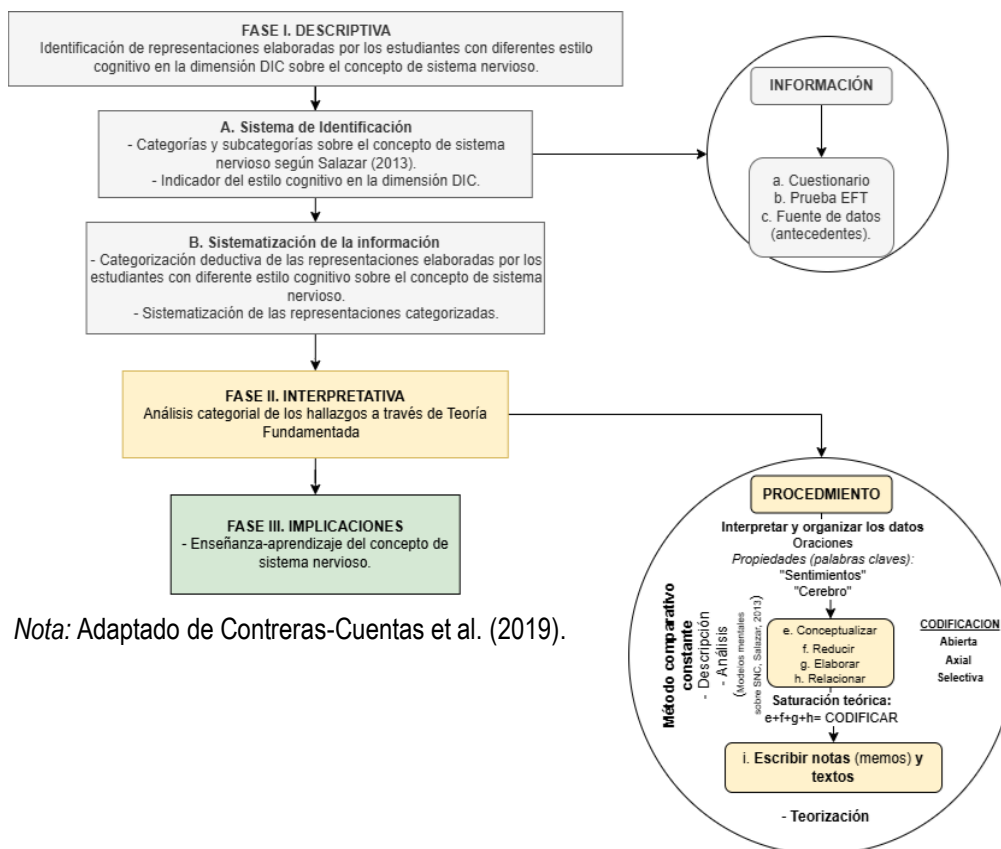 FASE I. DESCRIPTIVA
Identificación de representaciones elaboradas por los estudiantes con diferentes estilo
cognitivo en la dimensión DIC sobre el concepto de sistema nervioso.
A. Sistema de Identificación
- Categorías y subcategorías sobre el concepto de sistema
nervioso según Salazar (2013).
- Indicador del estilo cognitivo en la dimensión DIC.
INFORMACIÓN
a. Cuestionario
b. Prueba EFT
c. Fuente de datos
(antecedentes).
B. Sistematización de la información
- Categorización deductiva de las representaciones elaboradas por los
estudiantes con diferente estilo cognitivo sobre el concepto de sistema
nervioso.
- Sistematización de las representaciones categorizadas.
FASE II. INTERPRETATIVA
Análisis categorial de los hallazgos a través de Teoría
Fundamentada
FASE III. IMPLICACIONES
- Enseñanza-aprendizaje del concepto de
sistema nervioso.
Nota: Adaptado de Contreras-Cuentas et al. (2019).
PROCEDMIENTO
Interpretar y organizar los datos
Oraciones
Propiedades (palabras claves):
"Sentimientos"
"Cerebro"
Método comparativo
constante
- Descripción
- Análisis
(Modelos mentales
sobre SNC, Salazar, 2013)
e. Conceptualizar
f. Reducir
g. Elaborar
h. Relacionar
CODIFICACION
Abierta
Axial
Selectiva
Saturación teórica:
e+f+g+h= CODIFICAR
i. Escribir notas (memos) y
textos
- Teorización